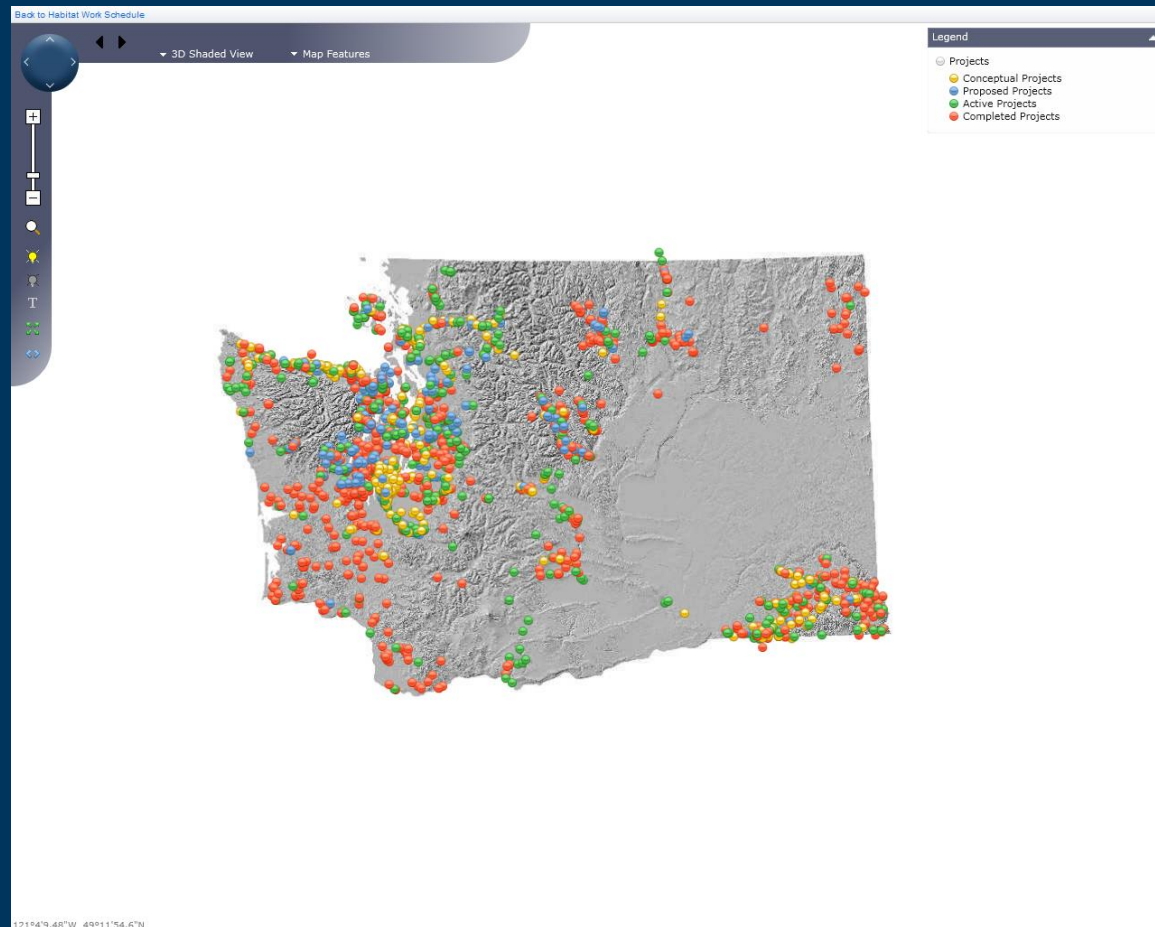 Back to Habitat Work Schedule
3D Shaded View
Map Features
T
Legend
Projects
Conceptual Projects
Proposed Projects
Active Projects
Completed Projects
121°4'9.48"W 49°11'54.6"N